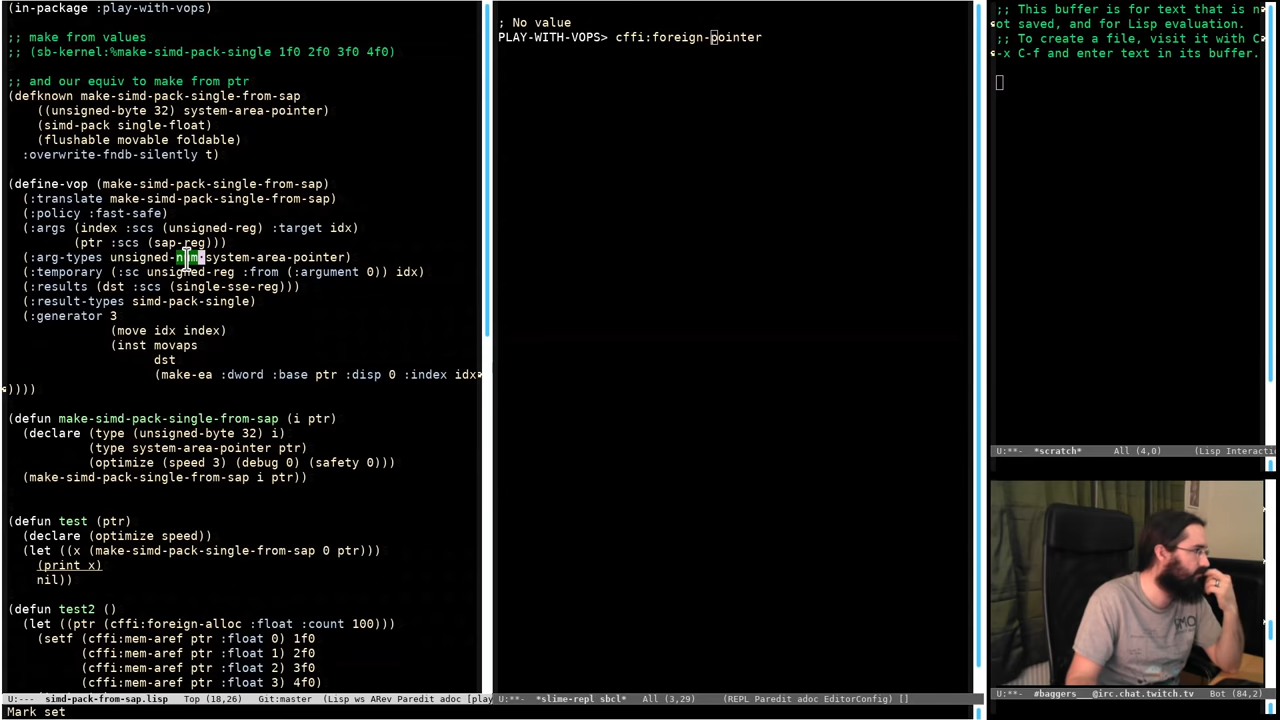 (in-package :play-with-vops)
;; make from values
;; (sb-kernel:%make-simd-pack-single 1f0 2f0 3f0 4f0)
;; and our equiv to make from ptr
(defknown make-simd-pack-single-from-sap
((unsigned-byte 32) system-area-pointer)
(simd-pack single-float)
(flushable movable foldable)
:overwrite-fndb-silently t)
(define-vop (make-simd-pack-single-from-sap)
(:translate make-simd-pack-single-from-sap)
(:policy :fast-safe)
(:args (index :scs (unsigned-reg) :target idx)
(ptr :scs (sap-reg)))
(:arg-types unsigned-num system-area-pointer)
(:temporary (:sc unsigned-reg :from (:argument 0)) idx)
(:results (dst :scs (single-sse-reg)))
(:result-types simd-pack-single)
(:generator 3
(move idx index)
(inst movaps
dst
(make-ea :dword :base ptr :disp 0 :index idx
))))
(defun make-simd-pack-single-from-sap (i ptr)
(declare (type (unsigned-byte 32) i)
(type system-area-pointer ptr)
(optimize (speed 3) (debug 0) (safety 0)))
(make-simd-pack-single-from-sap i ptr))
(defun test (ptr)
(declare (optimize speed))
(let ((x (make-simd-pack-single-from-sap 0 ptr)))
(print x)
nil))
(defun test2 ()
(let ((ptr (cffi:foreign-alloc :float :count 100)))
(setf (cffi:mem-aref ptr :float 0) 1f0
(cffi:mem-aref ptr :float 1) 2f0
(cffi:mem-aref ptr :float 2) 3f0
(cffi:mem-aref ptr :float 3) 4f0)
U:--- simd-pack-from-sap.lisp Top (18,26) Git:master (Lisp ws ARev Paredit adoc [play
Mark set
; No value
PLAY-WITH-VOPS> cffi:foreign-pointer
U:**- *slime-repl sbcl* All (3,29) (REPL Paredit adoc EditorConfig) []
;; This buffer is for text that is n
ot saved, and for Lisp evaluation.
;; To create a file, visit it with C
-x C-f and enter text in its buffer.
U:**- *scratch* All (4,0) (Lisp Interacti
U:**- #baggers___@irc.chat.twitch.tv Bot (84,2)